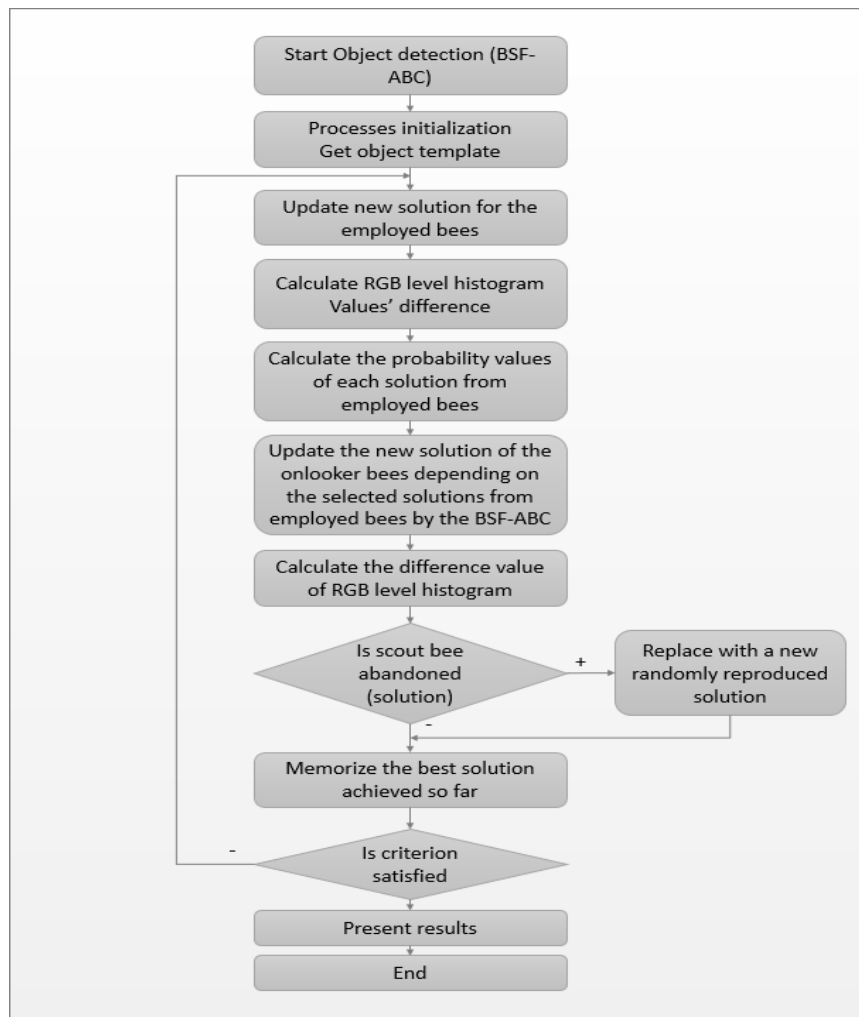 Start Object detection (BSF-
ABC)
Processes initialization
Get object template
Update new solution for the
employed bees
Calculate RGB level histogram
Values’ difference
Calculate the probability values
of each solution from
employed bees
Update the new solution of the
onlooker bees depending on
the selected solutions from
employed bees by the BSF-ABC
Calculate the difference value
of RGB level histogram
Is scout bee
abandoned
(solution)
+
Replace with a new
randomly reproduced
solution
-
Memorize the best solution
achieved so far
-
Is criterion
satisfied
Present results
End